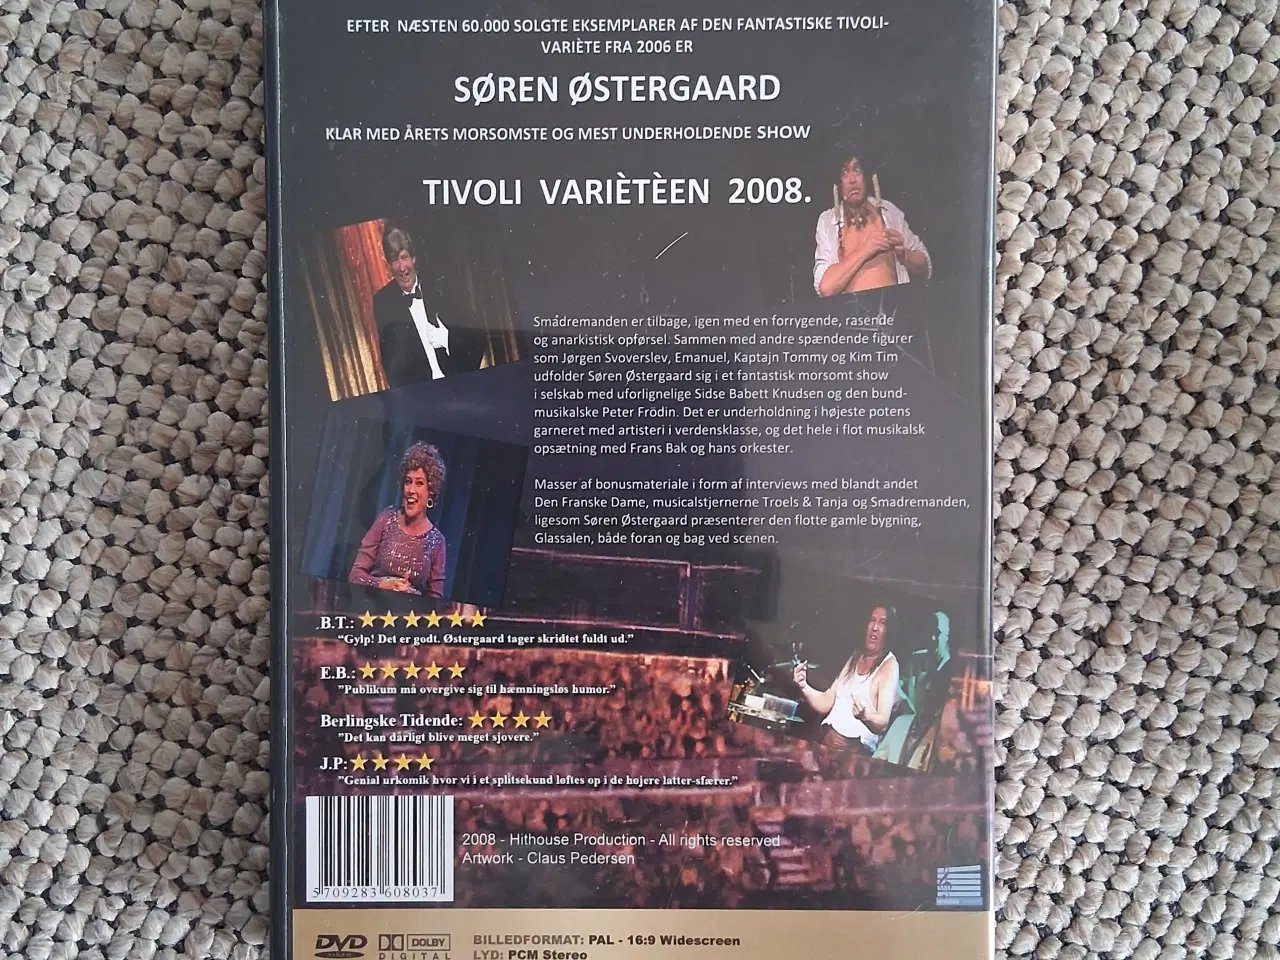 EFTER NÆSTEN 60.000 SOLGTE EKSEMPLARER AF DEN FANTASTISKE TIVOLI-
VARIÈTE FRA 2006 ER
SØREN ØSTERGAARD
KLAR MED ÅRETS MORSOMSTE OG MEST UNDERHOLDENDE SHOW
TIVOLI VARIÈTÈEN 2008.
Smådremanden er tilbage, igen med en forrygende, rasende
og anarkistisk opførsel. Sammen med andre spændende figurer
som Jørgen Svoverslev, Emanuel, Kaptajn Tommy og Kim Tim
udfolder Søren Østergaard sig i et fantastisk morsomt show
i selskab med uforlignelige Sidse Babett Knudsen og den bund-
musikalske Peter Frödin. Det er underholdning i højeste potens
garneret med artisteri i verdensklasse, og det hele i flot musikalsk
opsætning med Frans Bak og hans orkester.
Masser af bonusmateriale i form af interviews med blandt andet
Den Franske Dame, musicalstjernerne Troels & Tanja og Smadremanden,
ligesom Søren Østergaard præsenterer den flotte gamle bygning,
Glassalen, både foran og bag ved scenen.
B.T.:
“Gylp! Det er godt. Østergaard tager skridtet fuldt ud.”
E.B.:
”Publikum må overgive sig til hæmningsløs humor.”
Berlingske Tidende:
”Det kan dårligt blive meget sjovere.”
J.P:
”Genial urkomik hvor vi i et splitsekund løftes op i de højere latter-sfærer.”
2008 - Hithouse Production - All rights reserved
Artwork - Claus Pedersen
5 709283 608037
DVD DOLBY BILLEDFORMAT: PAL - 16:9 Widescreen
DIGITAL LYD: PCM Stereo